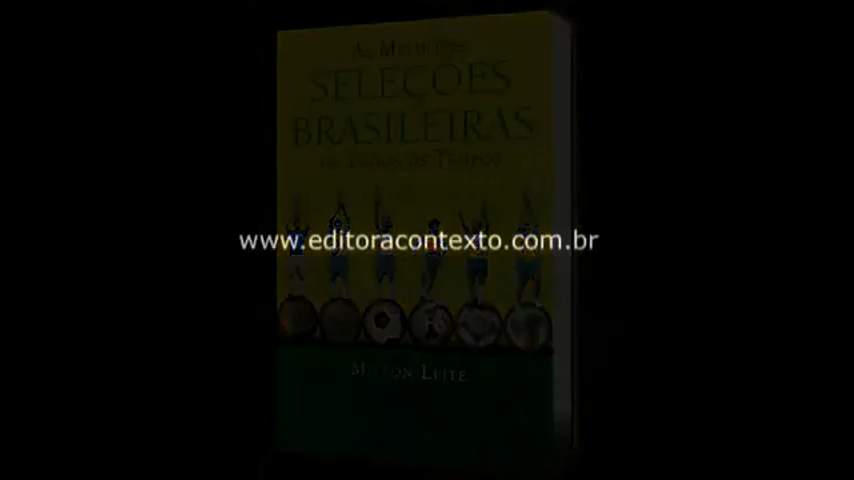 As Melhores
SELEÇÕES
BRASILEIRAS
de Todos os Tempos
www.editoracontexto.com.br
MILTON LEITE